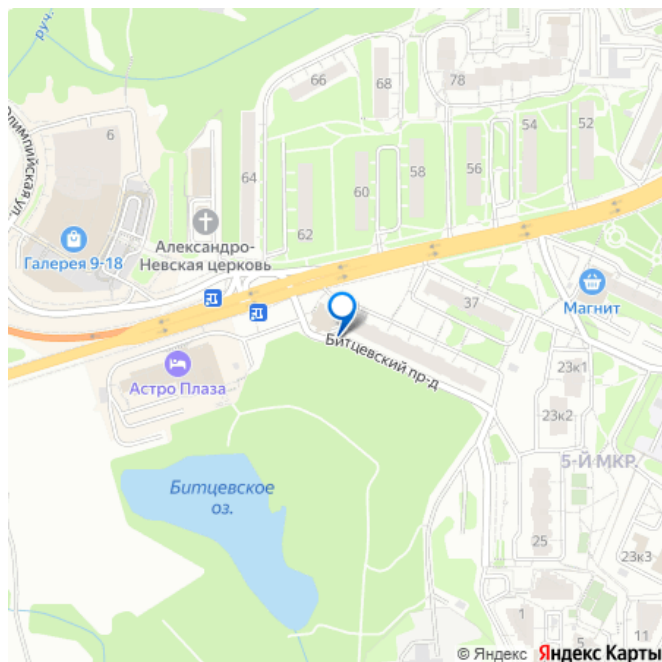 руч.
66
68
78
Олимпийская ул.
6
64
60
58
56
54
52
62
Александро-
Невская церковь
Галерея 9-18
37
Магнит
Битцевский пр-д
Астро Плаза
23к1
23к2
5-Й МКР.
Битцевское
оз.
25
23к3
1
5
11
© Яндекс Яндекс Карты